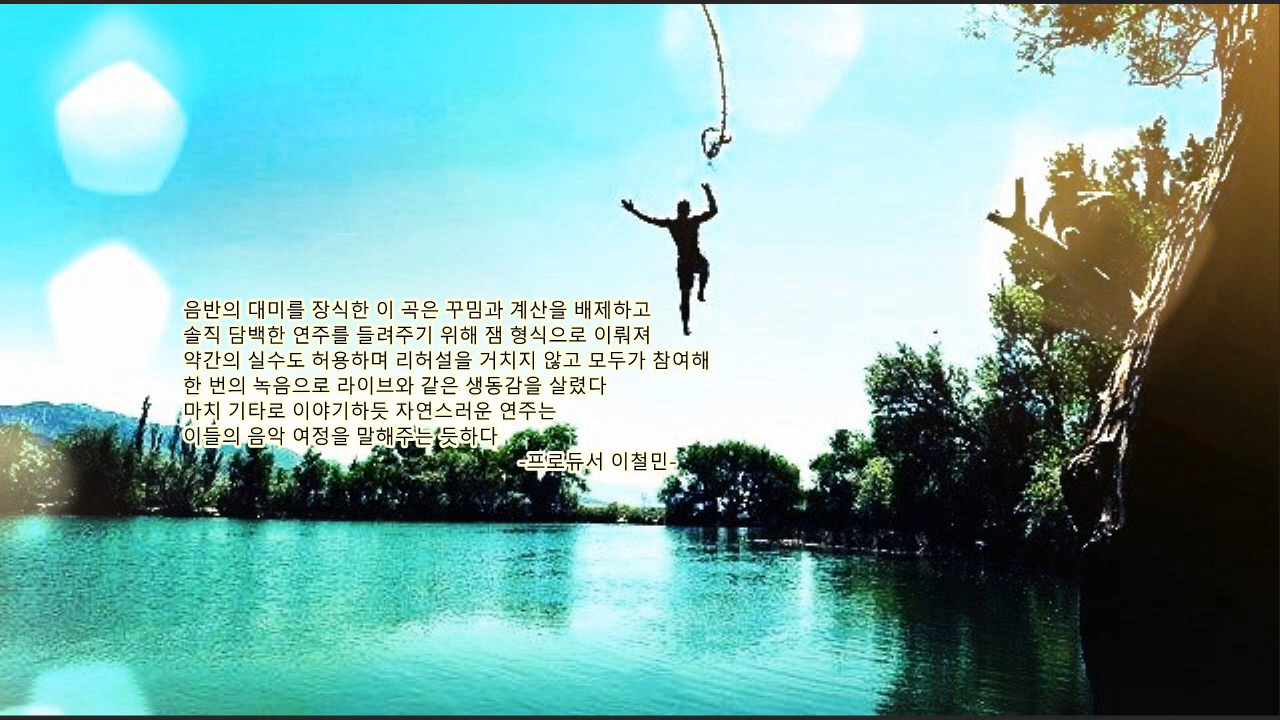 음반의 대미를 장식한 이 곡은 꾸밈과 계산을 배제하고
솔직 담백한 연주를 들려주기 위해 잼 형식으로 이뤄져
약간의 실수도 허용하며 리허설을 거치지 않고 모두가 참여해
한 번의 녹음으로 라이브와 같은 생동감을 살렸다
마치 기타로 이야기하듯 자연스러운 연주는
이들의 음악 여정을 말해주는 듯하다
-프로듀서 이철민-